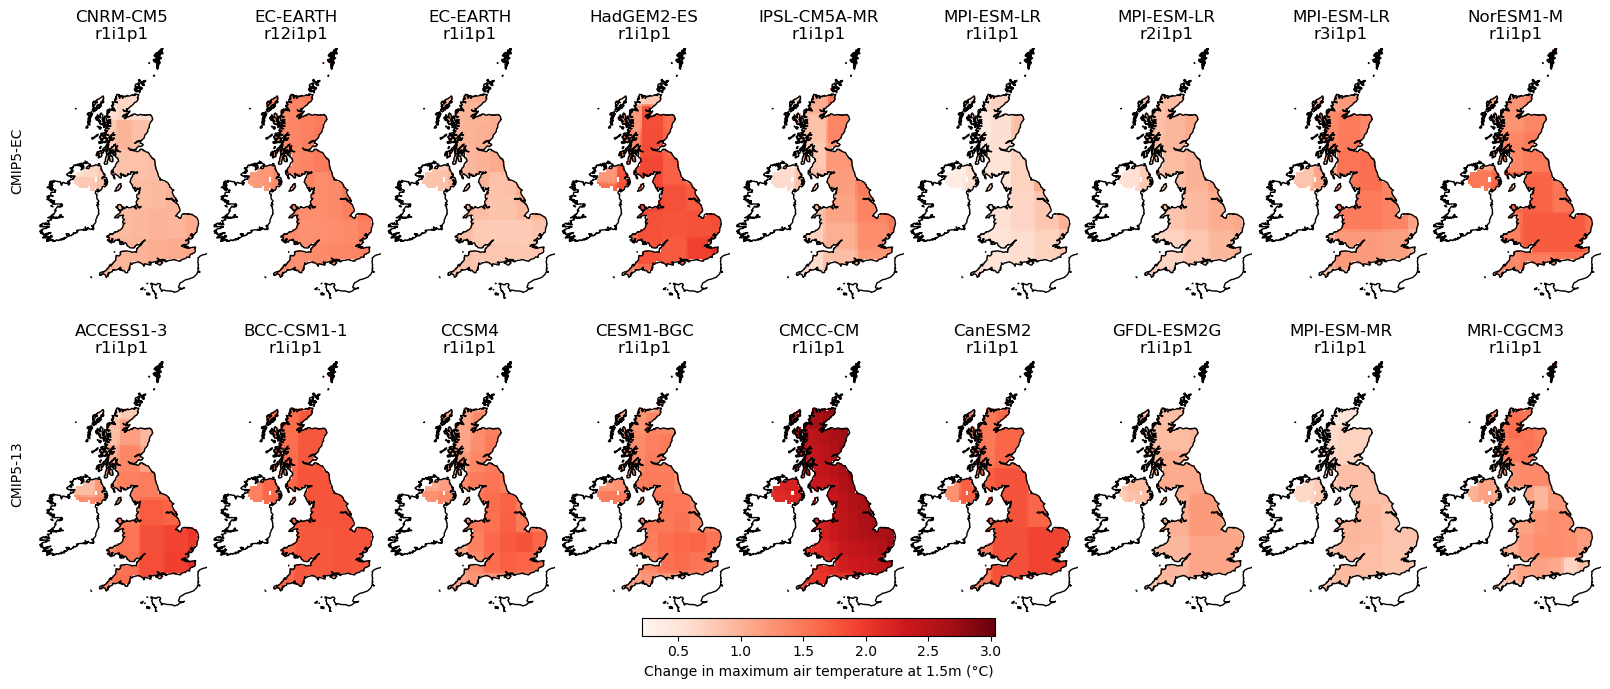 CNRM-CM5 EC-EARTH EC-EARTH HadGEM2-ES IPSL-CM5A-MR MPI-ESM-LR MPI-ESM-LR MPI-ESM-LR NorESM1-M
r1i1p1 r12i1p1 r1i1p1 r1i1p1 r1i1p1 r1i1p1 r2i1p1 r3i1p1 r1i1p1
CMIP5-EC
ACCESS1-3 BCC-CSM1-1 CCSM4 CESM1-BGC CMCC-CM CanESM2 GFDL-ESM2G MPI-ESM-MR MRI-CGCM3
r1i1p1 r1i1p1 r1i1p1 r1i1p1 r1i1p1 r1i1p1 r1i1p1 r1i1p1 r1i1p1
CMIP5-13
0.5 1.0 1.5 2.0 2.5 3.0
Change in maximum air temperature at 1.5m (°C)